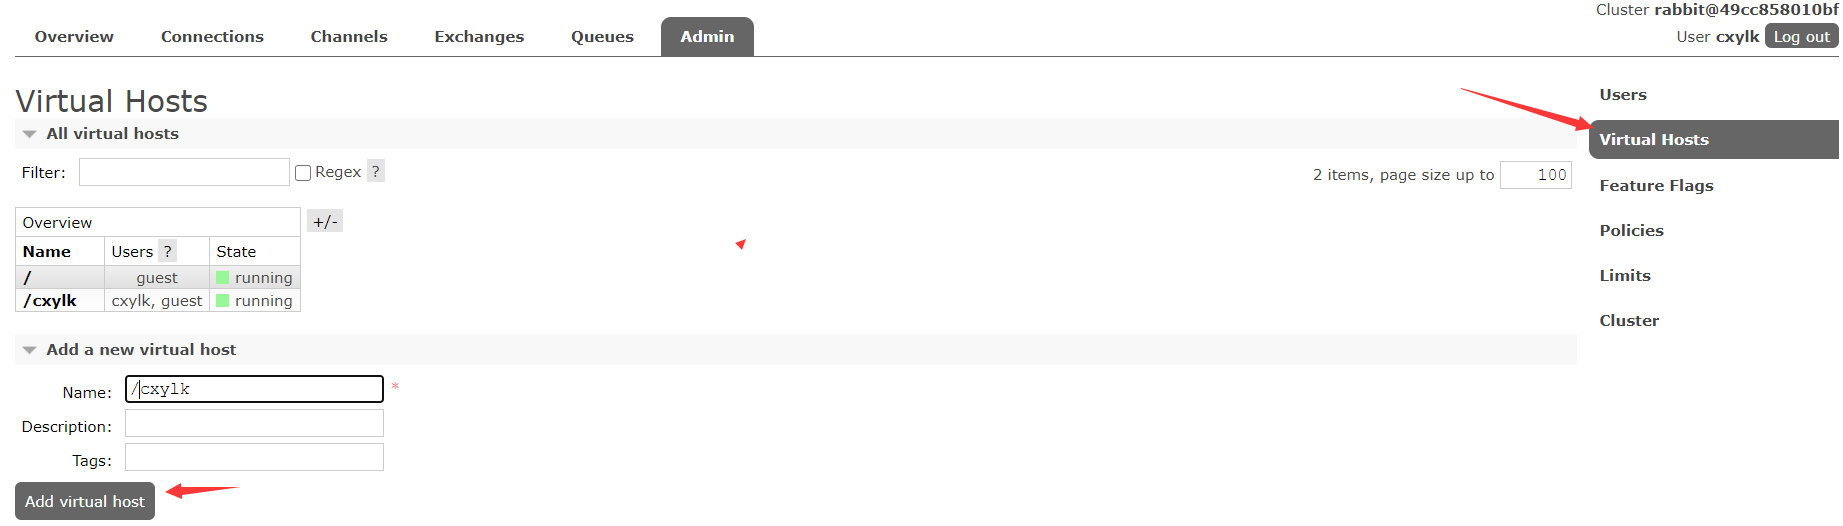 Cluster rabbit@49cc858010bf
Overview Connections Channels Exchanges Queues Admin
User cxylk Log out
Virtual Hosts
All virtual hosts
Filter: Regex ?
2 items, page size up to 100
Overview +/-
Name Users ? State
/ guest running
/cxylk cxylk, guest running
Add a new virtual host
Name: /cxylk *
Description:
Tags:
Add virtual host
Users
Virtual Hosts
Feature Flags
Policies
Limits
Cluster